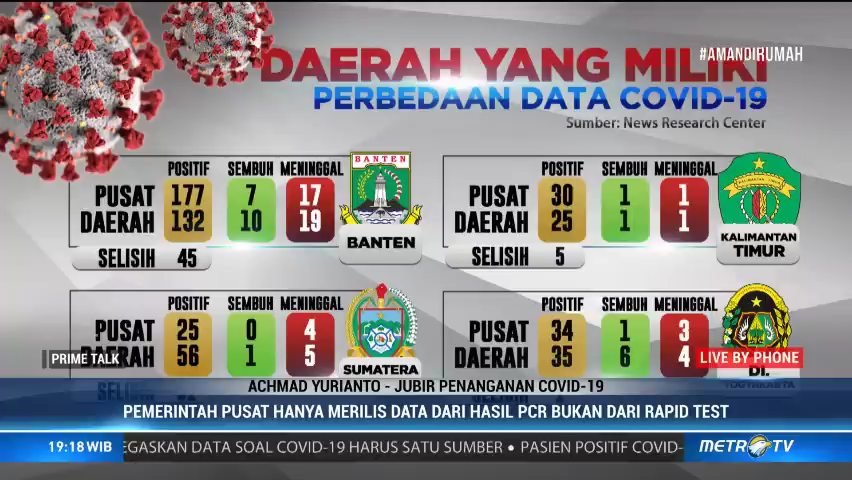 #AMANDIRUMAH
DAERAH YANG MILIKI
PERBEDAAN DATA COVID-19
Sumber: News Research Center
POSITIF SEMBUH MENINGGAL
PUSAT 177 7 17
DAERAH 132 10 19
SELISIH 45
BANTEN
BANTEN
POSITIF SEMBUH MENINGGAL
PUSAT 30 1 1
DAERAH 25 1 1
SELISIH 5
KALIMANTAN
TIMUR
POSITIF SEMBUH MENINGGAL
PUSAT 25 0 4
DAERAH 56 1 5
SUMATERA
POSITIF SEMBUH MENINGGAL
PUSAT 34 1 3
DAERAH 35 6 4
DI.
YOGYAKARTA
PRIME TALK
LIVE BY PHONE
ACHMAD YURIANTO - JUBIR PENANGANAN COVID-19
PEMERINTAH PUSAT HANYA MERILIS DATA DARI HASIL PCR BUKAN DARI RAPID TEST
19:18 WIB
EGASKAN DATA SOAL COVID-19 HARUS SATU SUMBER • PASIEN POSITIF COVID-
METRO TV